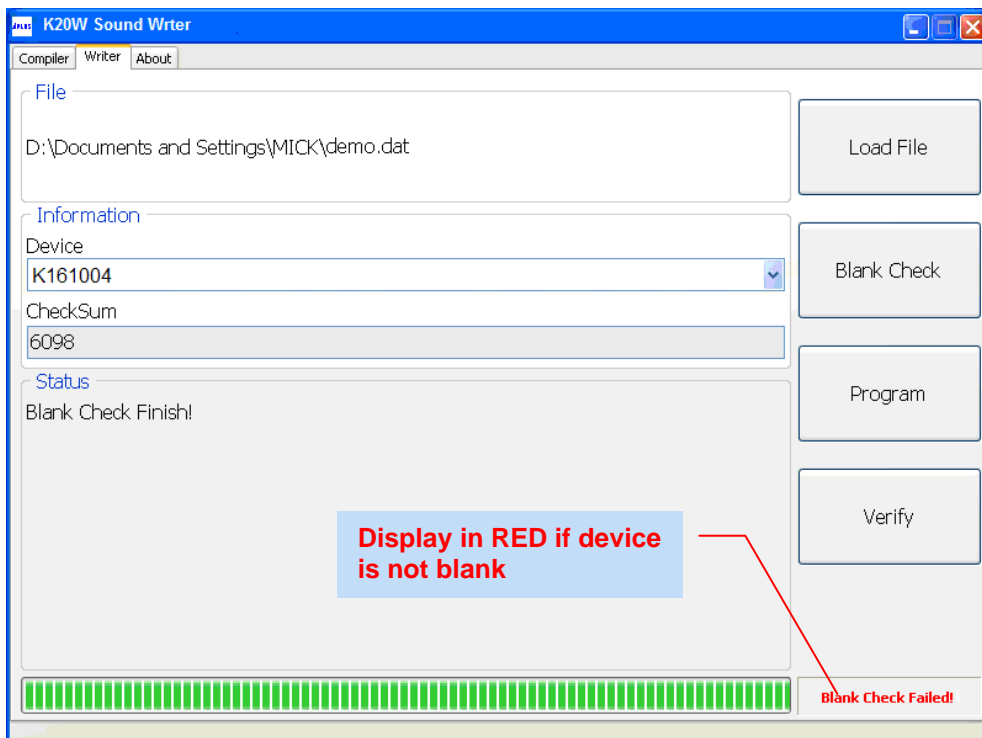 APLUS K20W Sound Wrter
Compiler Writer About
File
D:\Documents and Settings\MICK\demo.dat
Load File
Information
Device
K161004
Blank Check
CheckSum
6098
Status
Blank Check Finish!
Program
Verify
Display in RED if device
is not blank
Blank Check Failed!